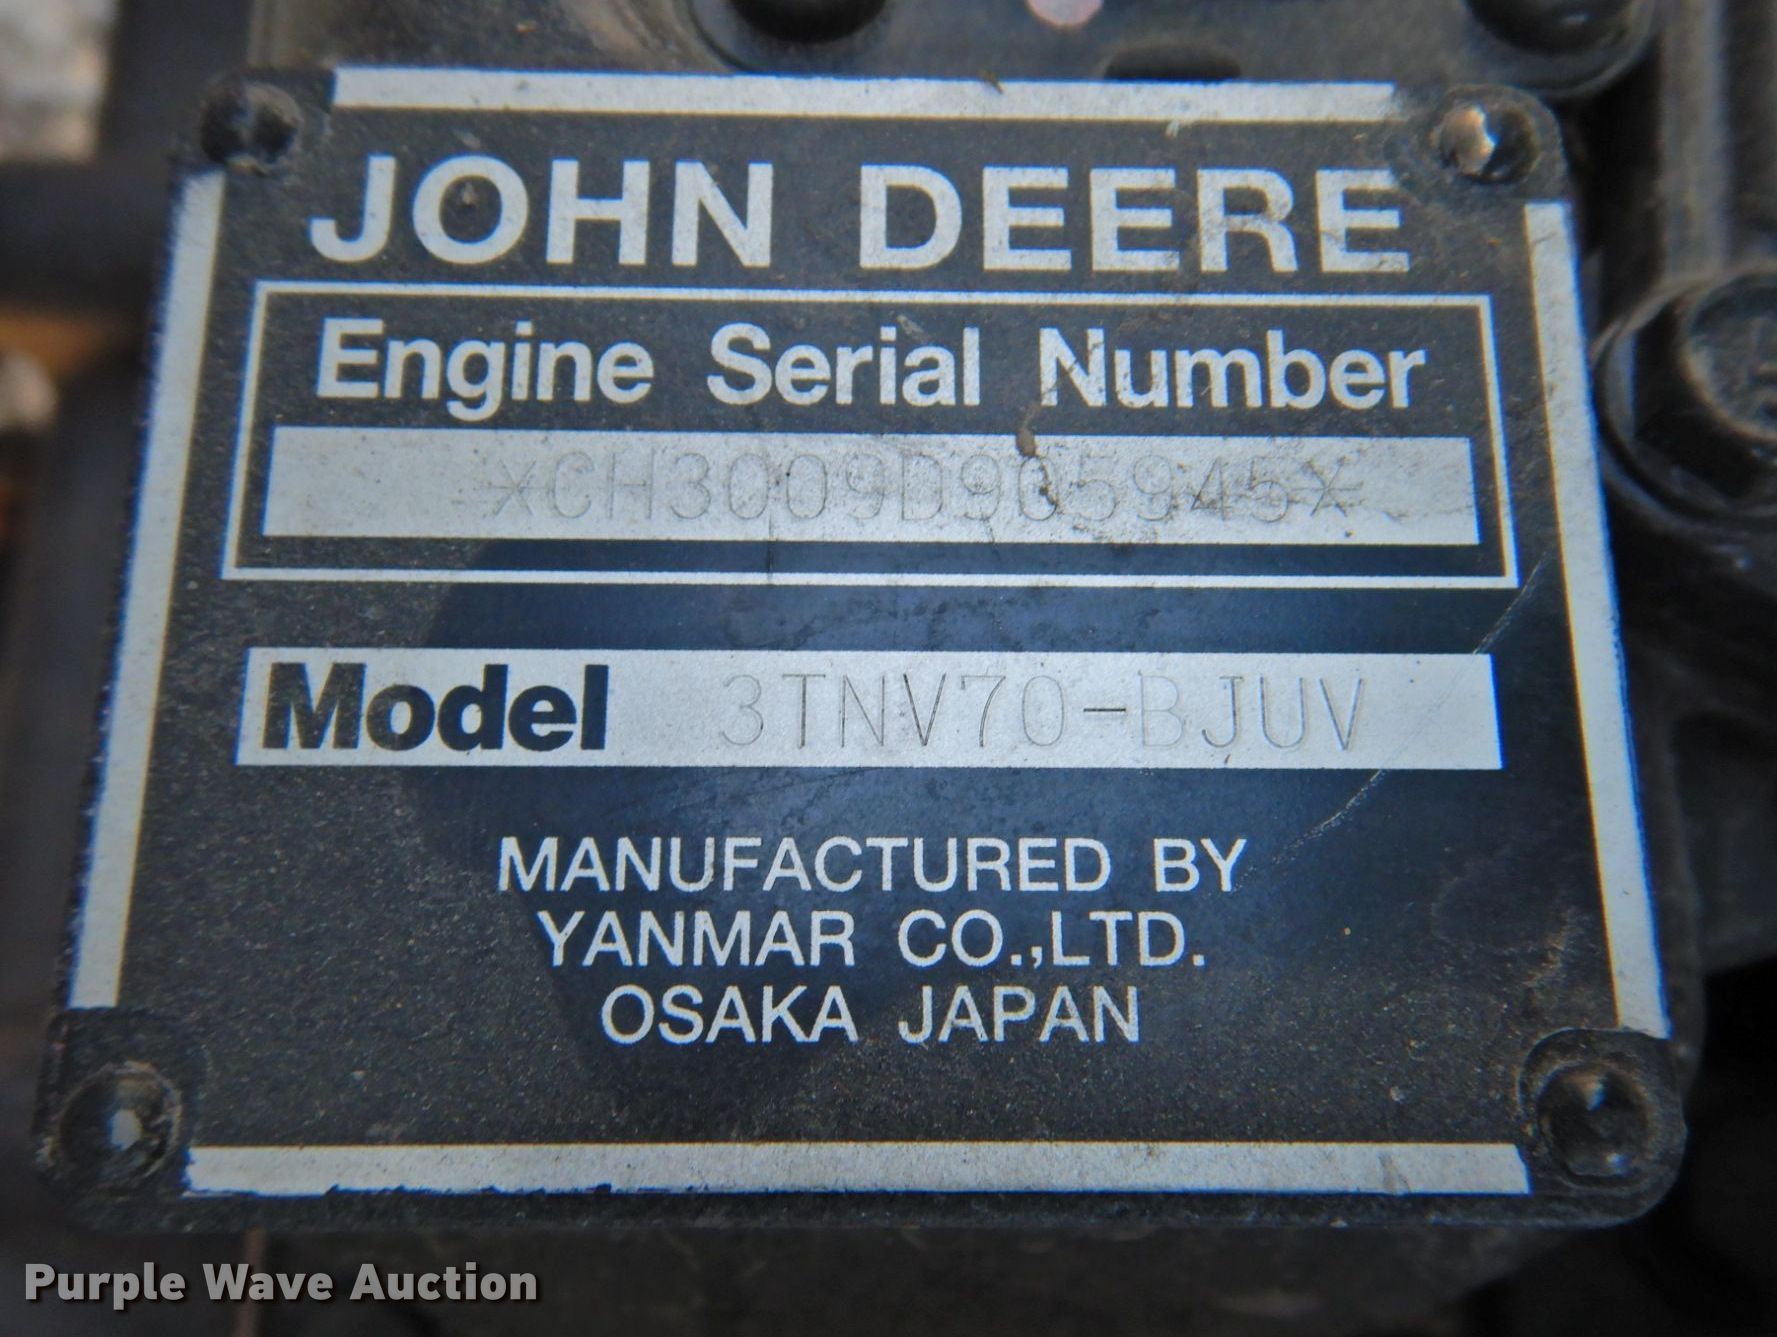 JOHN DEERE
Engine Serial Number
*CH3009D905945*
Model 3TNV70-BJUV
MANUFACTURED BY
YANMAR CO.,LTD.
OSAKA JAPAN
Purple Wave Auction